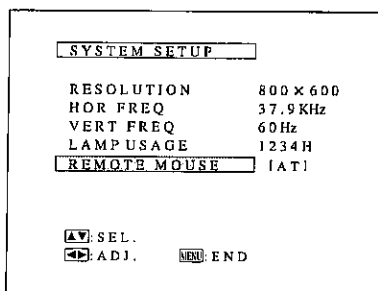 SYSTEM SETUP
RESOLUTION 800×600
HOR FREQ 37.9KHz
VERT FREQ 60Hz
LAMP USAGE 1234H
REMOTE MOUSE [AT]
▲▼:SEL.
◀▶:ADJ. MENU:END